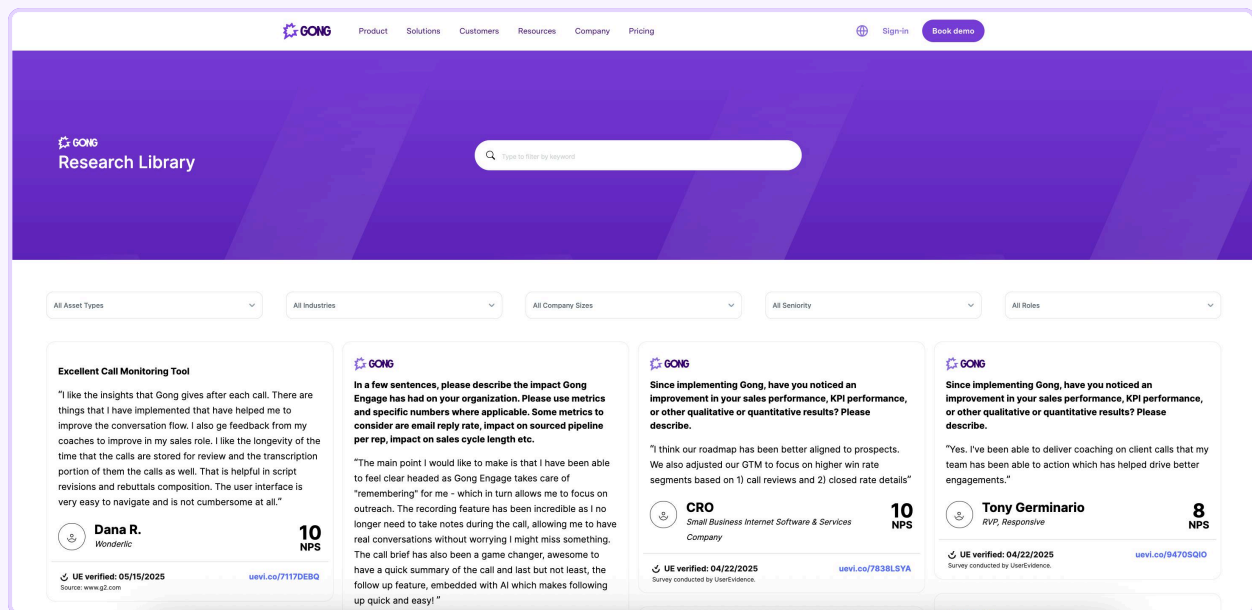 GONG
Product
Solutions
Customers
Resources
Company
Pricing
Sign-in
Book demo
GONG
Research Library
Type to filter by keyword
All Asset Types
All Industries
All Company Sizes
All Seniority
All Roles
Excellent Call Monitoring Tool
"I like the insights that Gong gives after each call. There are
things that I have implemented that have helped me to
improve the conversation flow. I also ge feedback from my
coaches to improve in my sales role. I like the longevity of the
time that the calls are stored for review and the transcription
portion of them the calls as well. That is helpful in script
revisions and rebuttals composition. The user interface is
very easy to navigate and is not cumbersome at all."
Dana R.
Wonderlic
10
NPS
UE verified: 05/15/2025
Source: www.g2.com
uevi.co/7117DEBQ
GONG
In a few sentences, please describe the impact Gong
Engage has had on your organization. Please use metrics
and specific numbers where applicable. Some metrics to
consider are email reply rate, impact on sourced pipeline
per rep, impact on sales cycle length etc.
"The main point I would like to make is that I have been able
to feel clear headed as Gong Engage takes care of
"remembering" for me - which in turn allows me to focus on
outreach. The recording feature has been incredible as I no
longer need to take notes during the call, allowing me to have
real conversations without worrying I might miss something.
The call brief has also been a game changer, awesome to
have a quick summary of the call and last but not least, the
follow up feature, embedded with AI which makes following
up quick and easy! "
GONG
Since implementing Gong, have you noticed an
improvement in your sales performance, KPI performance,
or other qualitative or quantitative results? Please
describe.
"I think our roadmap has been better aligned to prospects.
We also adjusted our GTM to focus on higher win rate
segments based on 1) call reviews and 2) closed rate details"
CRO
Small Business Internet Software & Services
Company
10
NPS
UE verified: 04/22/2025
Survey conducted by UserEvidence.
uevi.co/7838LSYA
GONG
Since implementing Gong, have you noticed an
improvement in your sales performance, KPI performance,
or other qualitative or quantitative results? Please
describe.
"Yes. I've been able to deliver coaching on client calls that my
team has been able to action which has helped drive better
engagements."
Tony Germinario
RVP, Responsive
8
NPS
UE verified: 04/22/2025
Survey conducted by UserEvidence.
uevi.co/9470SQIO